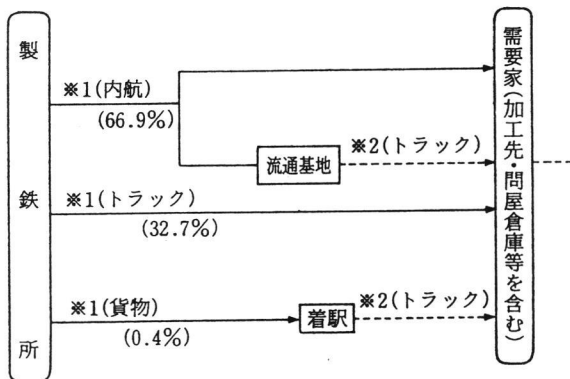 製鉄所
※1(内航)
(66.9%)
流通基地
※2(トラック)
※1(トラック)
(32.7%)
※1(貨物)
(0.4%)
着駅
※2(トラック)
需要家(加工先・問屋倉庫等を含む)